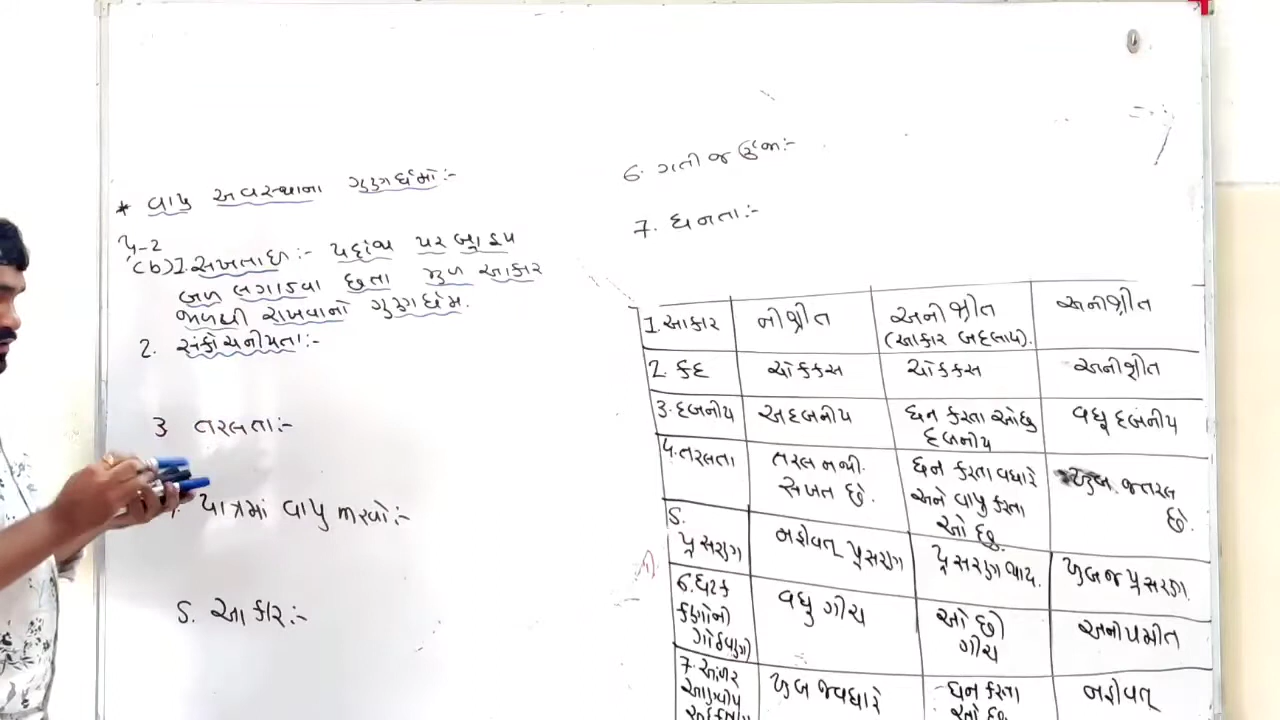 * વાયુ અવસ્થાના ગુણધર્મો:-
(b) 1. સખતાઈ:- પદાર્થ પર બાહ્ય
બળ લગાડવા છતા મુળ આકાર
જાળવી રાખવાનો ગુણધર્મ.
2. સંકોચનીયતા:-
3 તરલતા:-
પાત્રમાં વાયુ ભરવો:-
5. આકાર:-
6. ગતીજ ઉર્જા:-
7. ઘનતા:-
1. આકાર નીશ્ચીત અનીશ્ચીત (આકાર બદલાય). અનીશ્ચીત
2. કદ ચોકકસ ચોકકસ અનીશ્ચીત
3. દબનીય અદબનીય ઘન કરતા ઓછુ દબનીય વધુ દબનીય
4. તરલતા તરલ નથી. સખત છે. ઘન કરતા વધારે અને વાયુ કરતા ઓછુ. ખુબ જ તરલ છે.
5. પ્રસરણ નહીવત્ પ્રસરણ પ્રસરણ થાય. ખુબ જ પ્રસરણ
6. ઘટક કણોની ગોઠવણી વધુ ગીચ ઓછો ગીચ અનીયમીત
7. આંતર આણ્વીય ખુબ જ વધારે ઘન કરતા ઓછુ નહીવત્